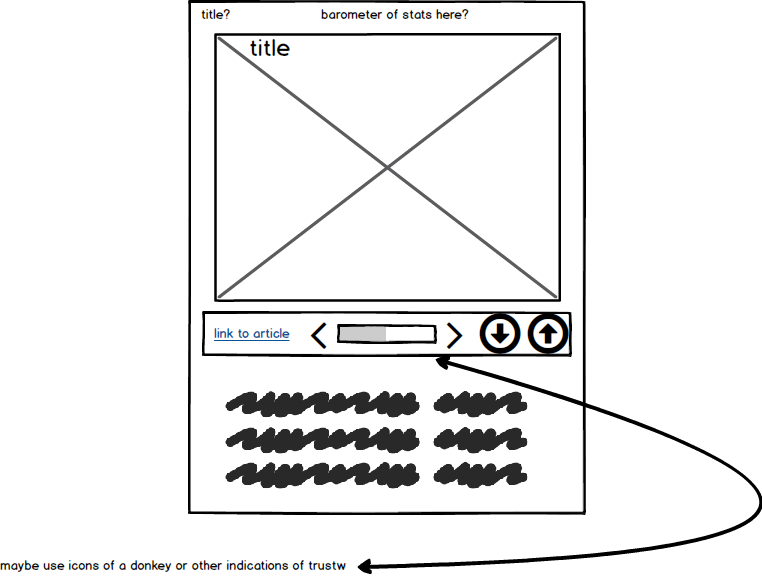 title?
barometer of stats here?
title
link to article
maybe use icons of a donkey or other indications of trustw